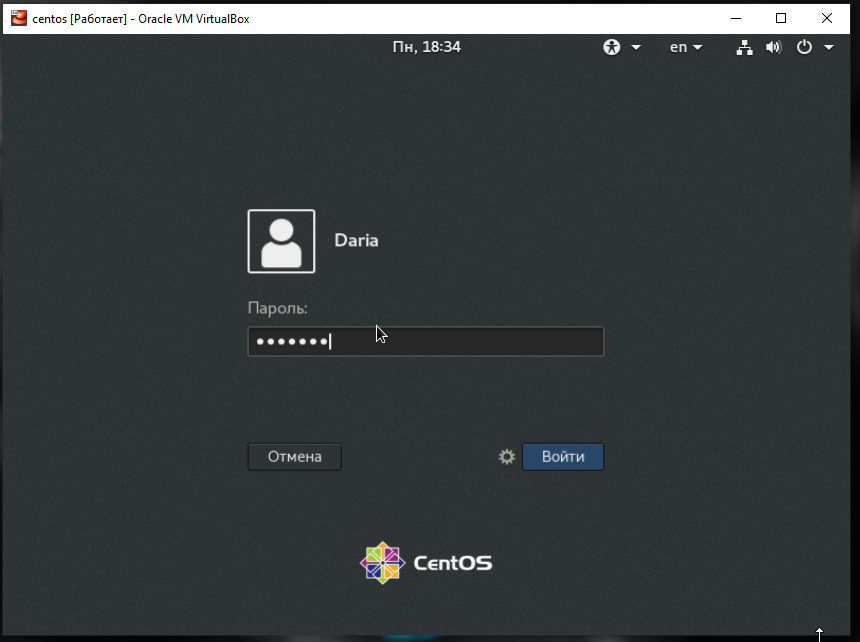 centos [Работает] - Oracle VM VirtualBox
Пн, 18:34
en
Daria
Пароль:
•••••••
Отмена
Войти
CentOS